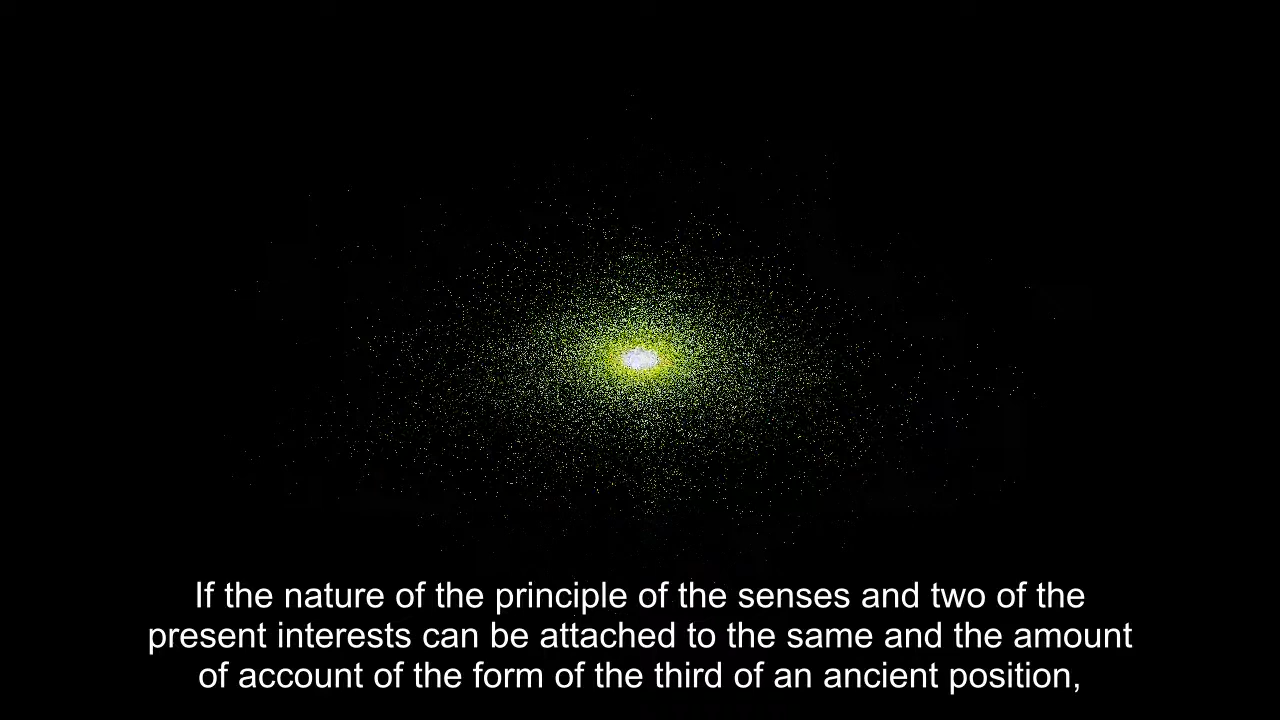 If the nature of the principle of the senses and two of the
present interests can be attached to the same and the amount
of account of the form of the third of an ancient position,